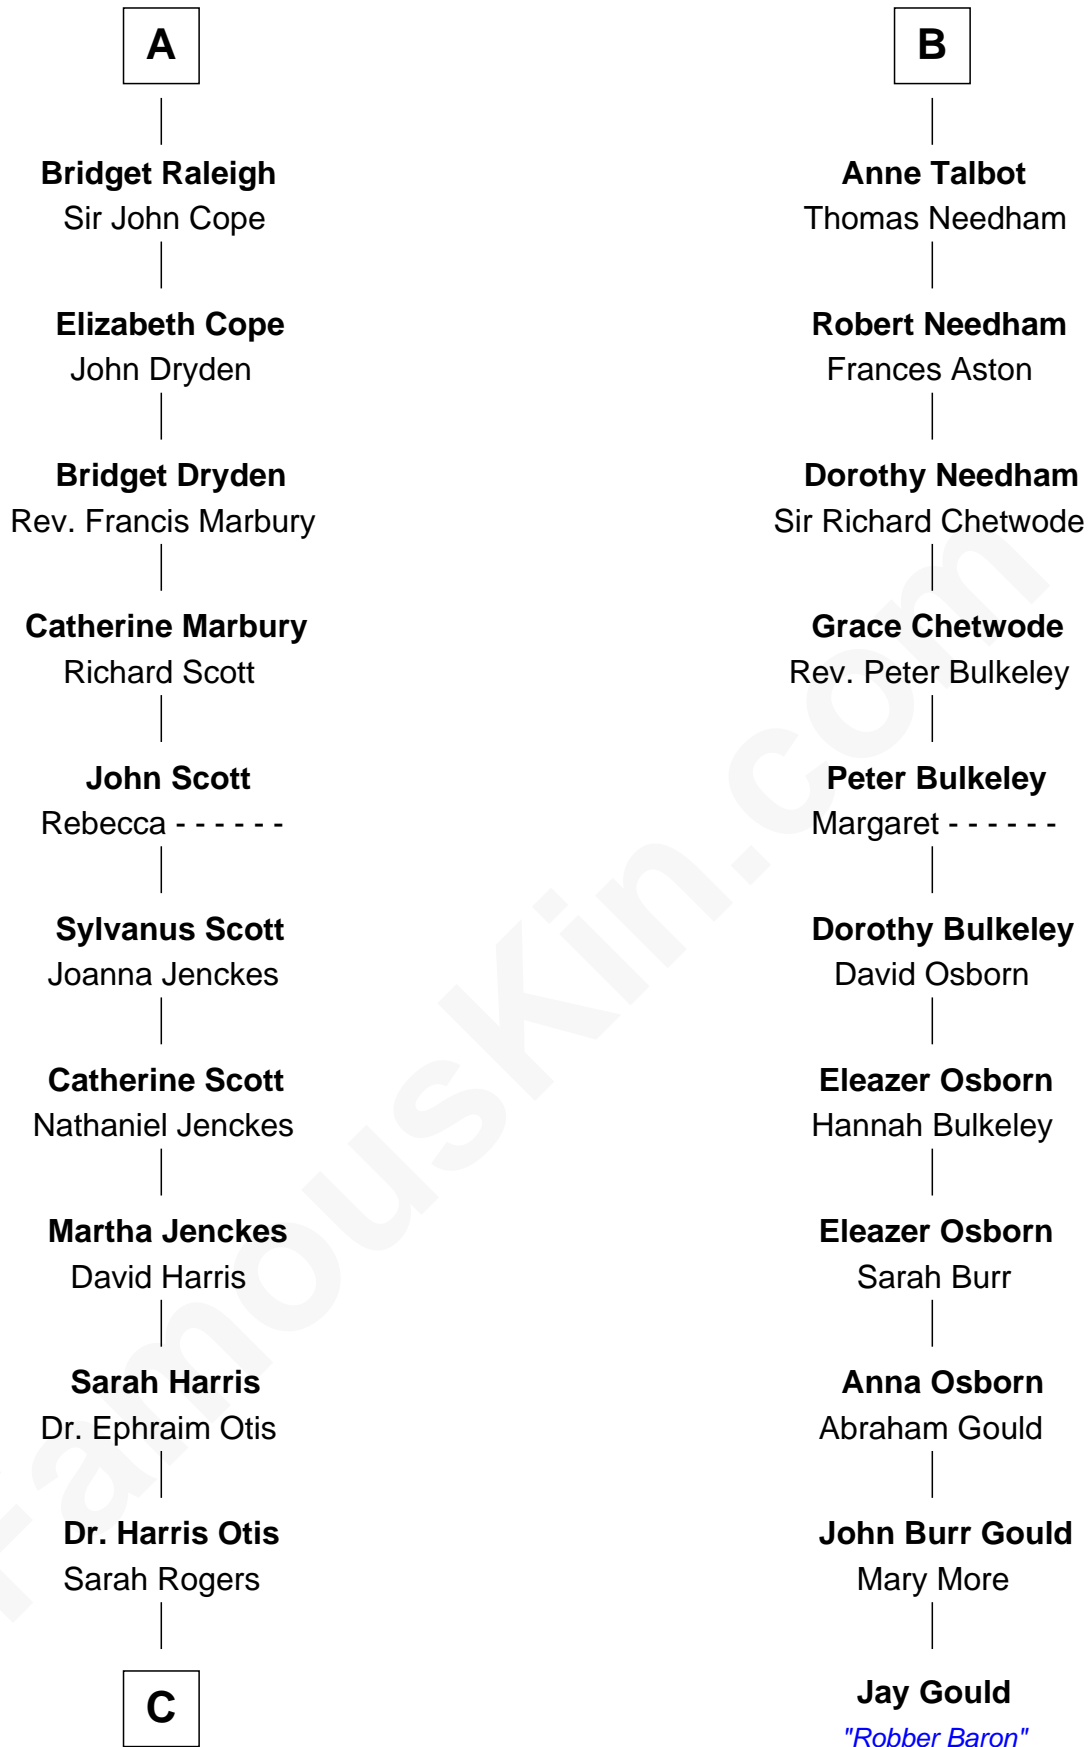 A
Bridget Raleigh
Sir John Cope
Elizabeth Cope
John Dryden
Bridget Dryden
Rev. Francis Marbury
Catherine Marbury
Richard Scott
John Scott
Rebecca - - - - - -
Sylvanus Scott
Joanna Jenckes
Catherine Scott
Nathaniel Jenckes
Martha Jenckes
David Harris
Sarah Harris
Dr. Ephraim Otis
Dr. Harris Otis
Sarah Rogers
C
B
Anne Talbot
Thomas Needham
Robert Needham
Frances Aston
Dorothy Needham
Sir Richard Chetwode
Grace Chetwode
Rev. Peter Bulkeley
Peter Bulkeley
Margaret - - - - - -
Dorothy Bulkeley
David Osborn
Eleazer Osborn
Hannah Bulkeley
Eleazer Osborn
Sarah Burr
Anna Osborn
Abraham Gould
John Burr Gould
Mary More
Jay Gould
"Robber Baron"
FamousKin.com